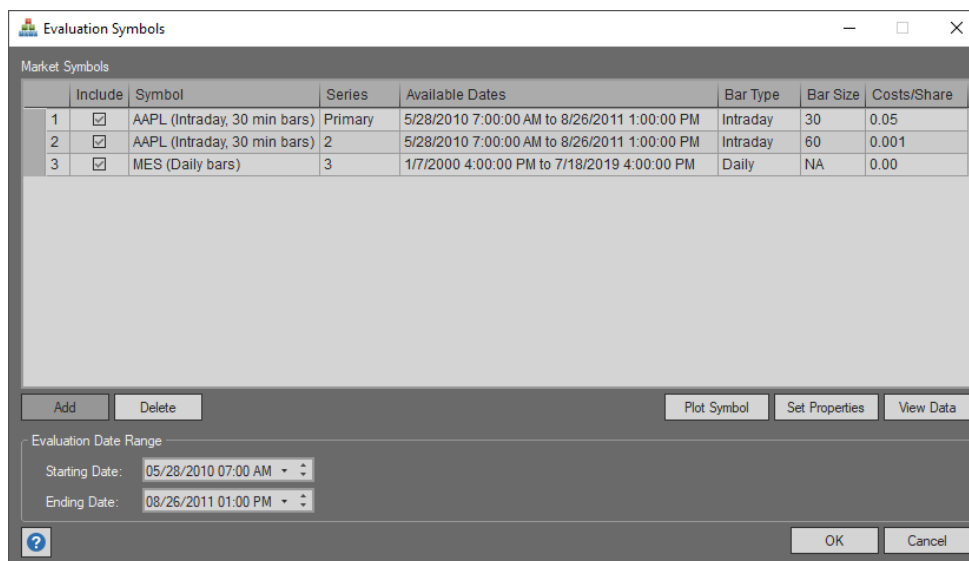 Evaluation Symbols
Market Symbols
Include Symbol Series Available Dates Bar Type Bar Size Costs/Share
1 AAPL (Intraday, 30 min bars) Primary 5/28/2010 7:00:00 AM to 8/26/2011 1:00:00 PM Intraday 30 0.05
2 AAPL (Intraday, 30 min bars) 2 5/28/2010 7:00:00 AM to 8/26/2011 1:00:00 PM Intraday 60 0.001
3 MES (Daily bars) 3 1/7/2000 4:00:00 PM to 7/18/2019 4:00:00 PM Daily NA 0.00
Add Delete Plot Symbol Set Properties View Data
Evaluation Date Range
Starting Date: 05/28/2010 07:00 AM
Ending Date: 08/26/2011 01:00 PM
? OK Cancel